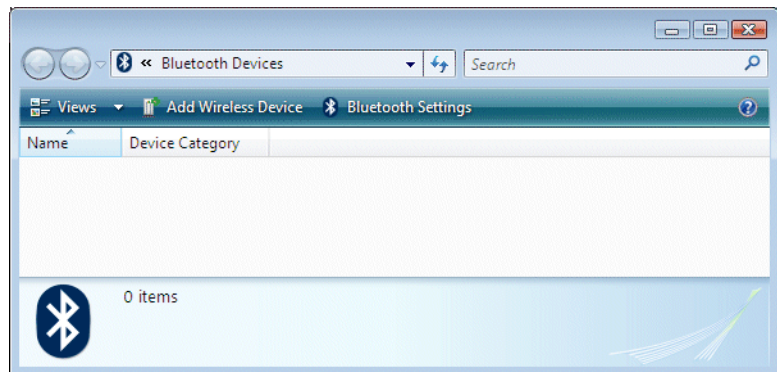 « Bluetooth Devices Search
Views Add Wireless Device Bluetooth Settings
Name Device Category
0 items